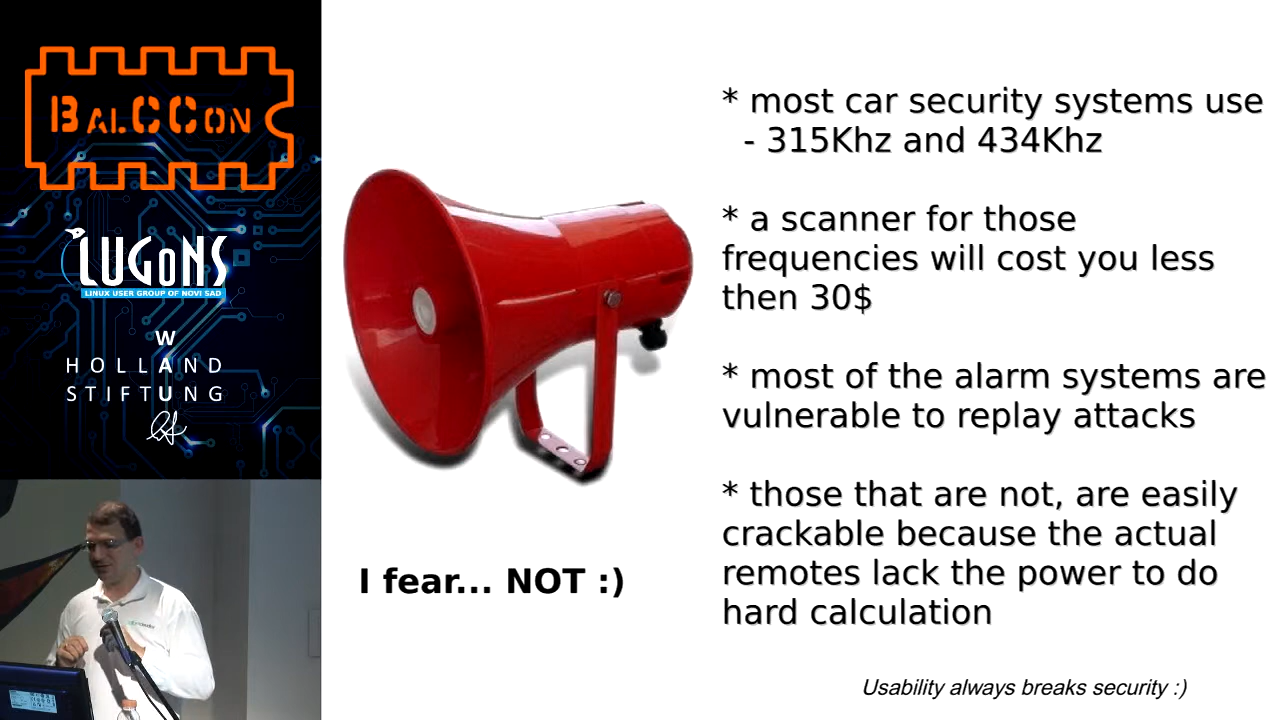 BALCCON
LUGoNS
LINUX USER GROUP OF NOVI SAD
W
HOLLAND
STIFTUNG
* most car security systems use
- 315Khz and 434Khz
* a scanner for those
frequencies will cost you less
then 30$
* most of the alarm systems are
vulnerable to replay attacks
* those that are not, are easily
crackable because the actual
remotes lack the power to do
hard calculation
I fear... NOT :)
Usability always breaks security :)